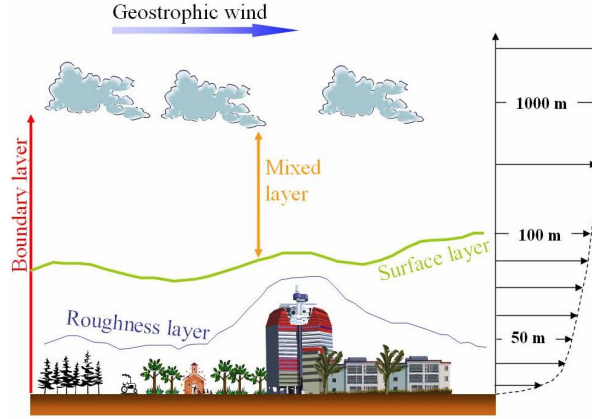 Geostrophic wind
1000 m
Boundary layer
Mixed
layer
100 m
Surface layer
Roughness layer
50 m